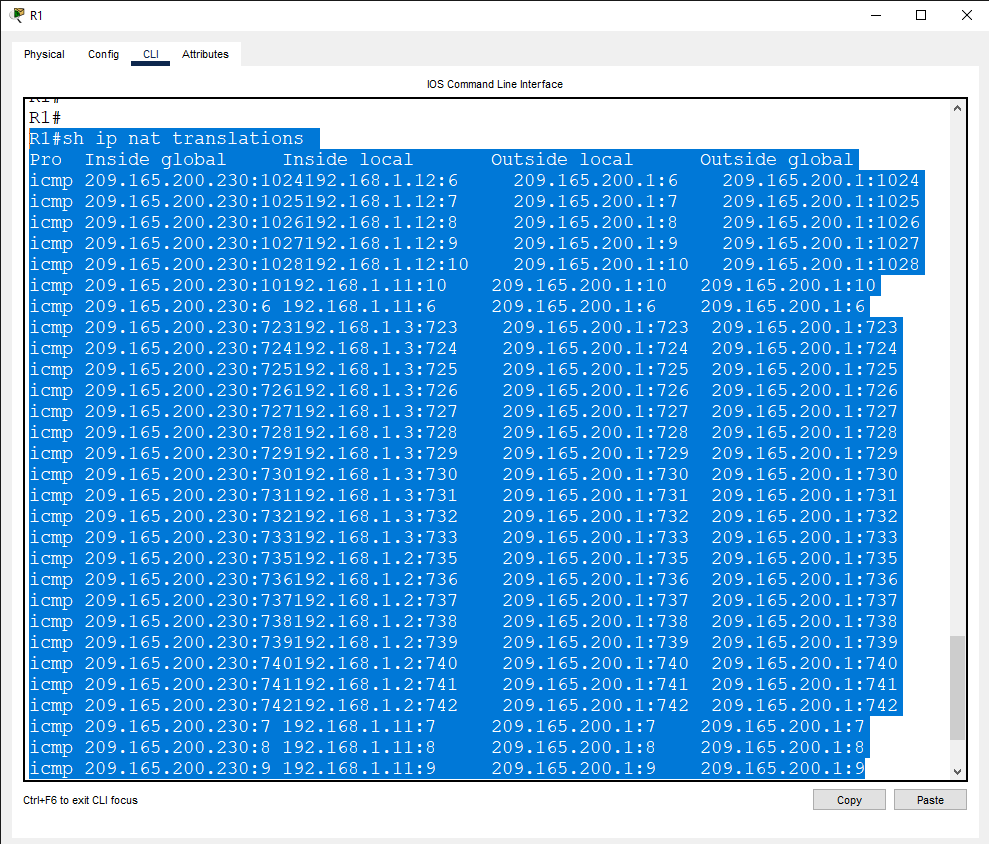 R1
Physical Config CLI Attributes
IOS Command Line Interface
R1#
R1#
R1#sh ip nat translations
Pro  Inside global     Inside local       Outside local      Outside global
icmp 209.165.200.230:1024192.168.1.12:6     209.165.200.1:6    209.165.200.1:1024
icmp 209.165.200.230:1025192.168.1.12:7     209.165.200.1:7    209.165.200.1:1025
icmp 209.165.200.230:1026192.168.1.12:8     209.165.200.1:8    209.165.200.1:1026
icmp 209.165.200.230:1027192.168.1.12:9     209.165.200.1:9    209.165.200.1:1027
icmp 209.165.200.230:1028192.168.1.12:10    209.165.200.1:10   209.165.200.1:1028
icmp 209.165.200.230:10192.168.1.11:10    209.165.200.1:10   209.165.200.1:10
icmp 209.165.200.230:6 192.168.1.11:6     209.165.200.1:6    209.165.200.1:6
icmp 209.165.200.230:723192.168.1.3:723    209.165.200.1:723  209.165.200.1:723
icmp 209.165.200.230:724192.168.1.3:724    209.165.200.1:724  209.165.200.1:724
icmp 209.165.200.230:725192.168.1.3:725    209.165.200.1:725  209.165.200.1:725
icmp 209.165.200.230:726192.168.1.3:726    209.165.200.1:726  209.165.200.1:726
icmp 209.165.200.230:727192.168.1.3:727    209.165.200.1:727  209.165.200.1:727
icmp 209.165.200.230:728192.168.1.3:728    209.165.200.1:728  209.165.200.1:728
icmp 209.165.200.230:729192.168.1.3:729    209.165.200.1:729  209.165.200.1:729
icmp 209.165.200.230:730192.168.1.3:730    209.165.200.1:730  209.165.200.1:730
icmp 209.165.200.230:731192.168.1.3:731    209.165.200.1:731  209.165.200.1:731
icmp 209.165.200.230:732192.168.1.3:732    209.165.200.1:732  209.165.200.1:732
icmp 209.165.200.230:733192.168.1.3:733    209.165.200.1:733  209.165.200.1:733
icmp 209.165.200.230:735192.168.1.2:735    209.165.200.1:735  209.165.200.1:735
icmp 209.165.200.230:736192.168.1.2:736    209.165.200.1:736  209.165.200.1:736
icmp 209.165.200.230:737192.168.1.2:737    209.165.200.1:737  209.165.200.1:737
icmp 209.165.200.230:738192.168.1.2:738    209.165.200.1:738  209.165.200.1:738
icmp 209.165.200.230:739192.168.1.2:739    209.165.200.1:739  209.165.200.1:739
icmp 209.165.200.230:740192.168.1.2:740    209.165.200.1:740  209.165.200.1:740
icmp 209.165.200.230:741192.168.1.2:741    209.165.200.1:741  209.165.200.1:741
icmp 209.165.200.230:742192.168.1.2:742    209.165.200.1:742  209.165.200.1:742
icmp 209.165.200.230:7 192.168.1.11:7     209.165.200.1:7    209.165.200.1:7
icmp 209.165.200.230:8 192.168.1.11:8     209.165.200.1:8    209.165.200.1:8
icmp 209.165.200.230:9 192.168.1.11:9     209.165.200.1:9    209.165.200.1:9
Ctrl+F6 to exit CLI focus
Copy Paste